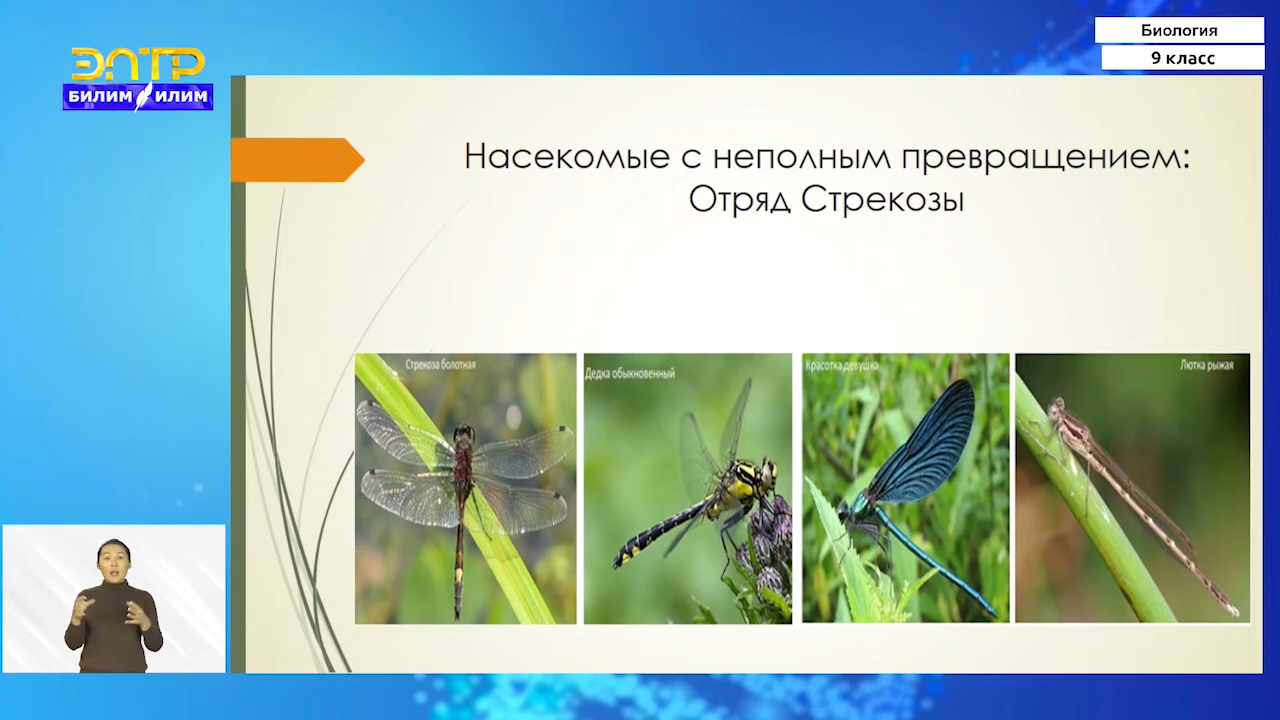 Биология
9 класс
ЭЛТР
БИЛИМ ИЛИМ
Насекомые с неполным превращением:
Отряд Стрекозы
Стрекоза болотная
Дедка обыкновенный
Красотка девушка
Лютка рыжая